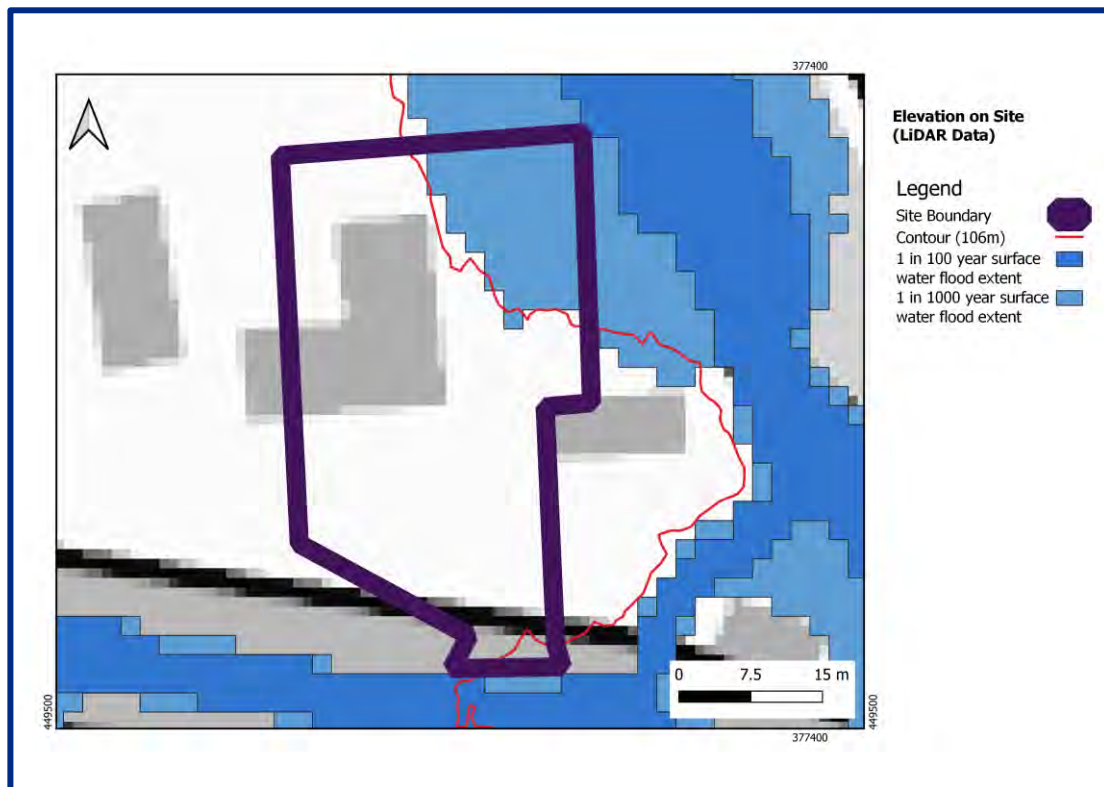 377400
Elevation on Site
(LiDAR Data)
Legend
Site Boundary
Contour (106m)
1 in 100 year surface
water flood extent
1 in 1000 year surface
water flood extent
0 7.5 15 m
449500
449500
377400